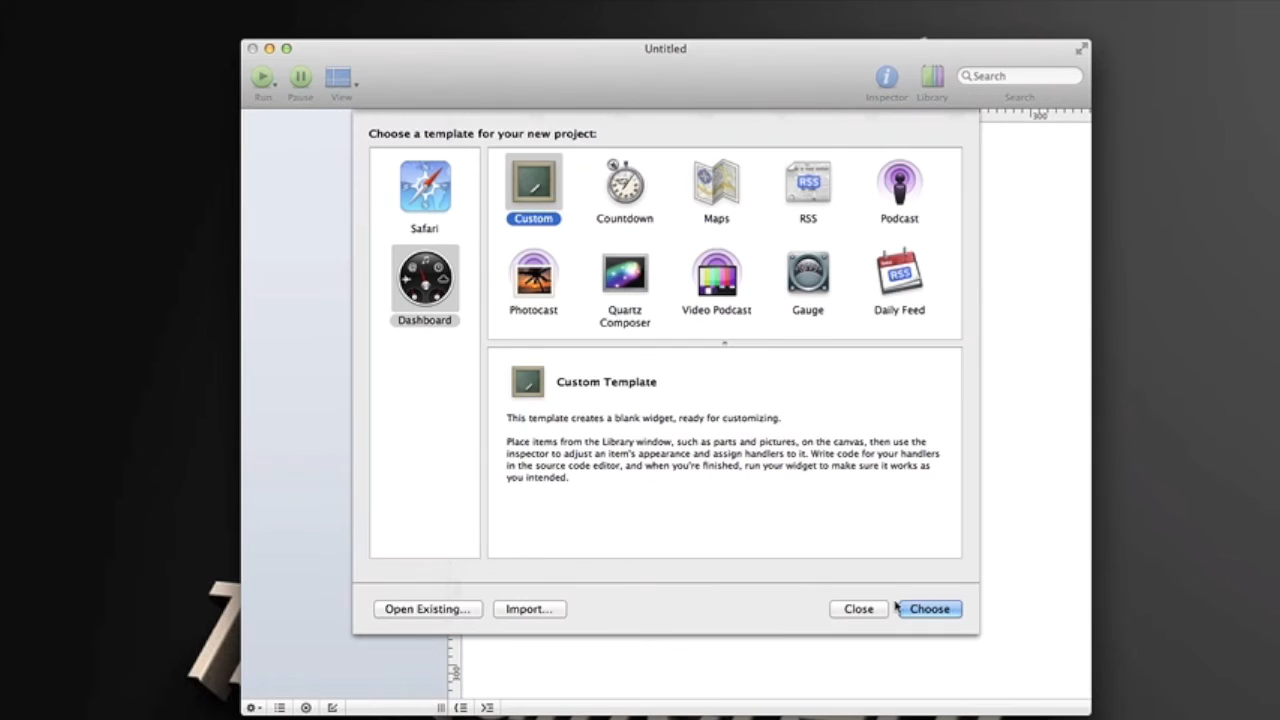 Untitled
Run
Pause
View
Inspector
Library
Search
Search
300
Choose a template for your new project:
Safari
Dashboard
Custom
Countdown
Maps
RSS
RSS
Podcast
Photocast
Quartz
Composer
Video Podcast
Gauge
RSS
Daily Feed
Custom Template
This template creates a blank widget, ready for customizing.
Place items from the Library window, such as parts and pictures, on the canvas, then use the
inspector to adjust an item's appearance and assign handlers to it. Write code for your handlers
in the source code editor, and when you're finished, run your widget to make sure it works as
you intended.
Open Existing...
Import...
Close
Choose
300